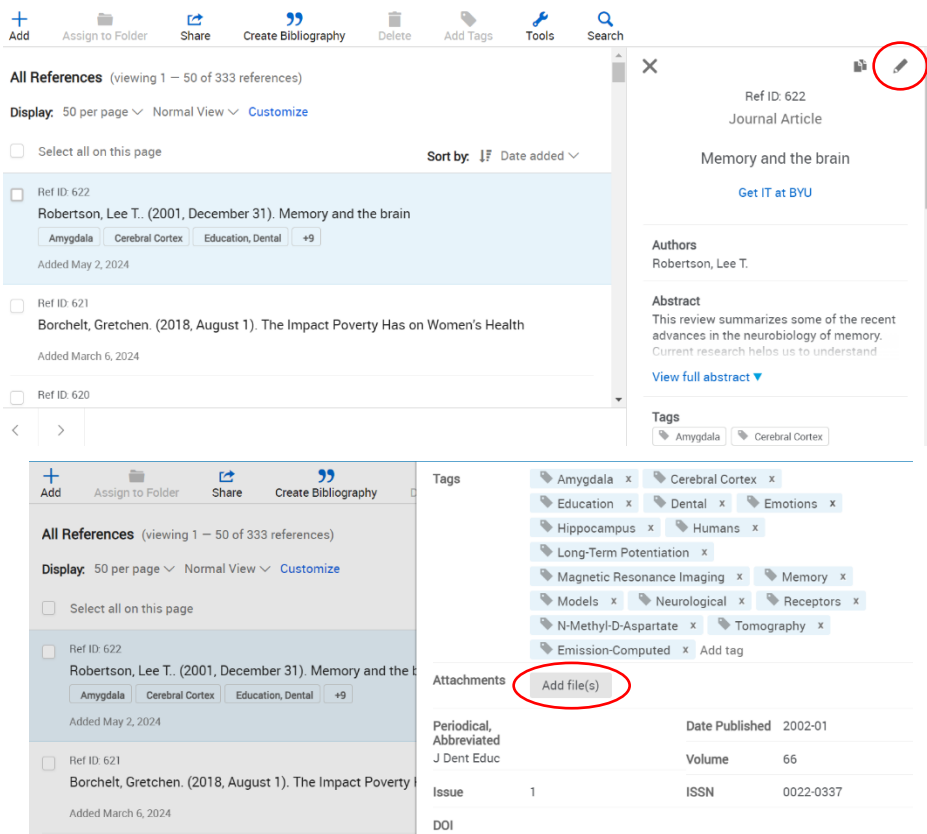 Add Assign to Folder Share Create Bibliography Delete Add Tags Tools Search
All References (viewing 1 — 50 of 333 references)
Display: 50 per page Normal View Customize
Select all on this page
Sort by: Date added
Ref ID: 622
Robertson, Lee T.. (2001, December 31). Memory and the brain
Amygdala Cerebral Cortex Education, Dental +9
Added May 2, 2024
Ref ID: 621
Borchelt, Gretchen. (2018, August 1). The Impact Poverty Has on Women's Health
Added March 6, 2024
Ref ID: 620
Ref ID: 622
Journal Article
Memory and the brain
Get IT at BYU
Authors
Robertson, Lee T.
Abstract
This review summarizes some of the recent
advances in the neurobiology of memory.
Current research helps us to understand
View full abstract
Tags
Amygdala Cerebral Cortex
Add Assign to Folder Share Create Bibliography D
All References (viewing 1 — 50 of 333 references)
Display: 50 per page Normal View Customize
Select all on this page
Ref ID: 622
Robertson, Lee T.. (2001, December 31). Memory and the b
Amygdala Cerebral Cortex Education, Dental +9
Added May 2, 2024
Ref ID: 621
Borchelt, Gretchen. (2018, August 1). The Impact Poverty
Added March 6, 2024
Tags
Amygdala x Cerebral Cortex x
Education x Dental x Emotions x
Hippocampus x Humans x
Long-Term Potentiation x
Magnetic Resonance Imaging x Memory x
Models x Neurological x Receptors x
N-Methyl-D-Aspartate x Tomography x
Emission-Computed x Add tag
Attachments Add file(s)
Periodical,
Abbreviated
J Dent Educ
Date Published 2002-01
Volume 66
Issue 1
ISSN 0022-0337
DOI